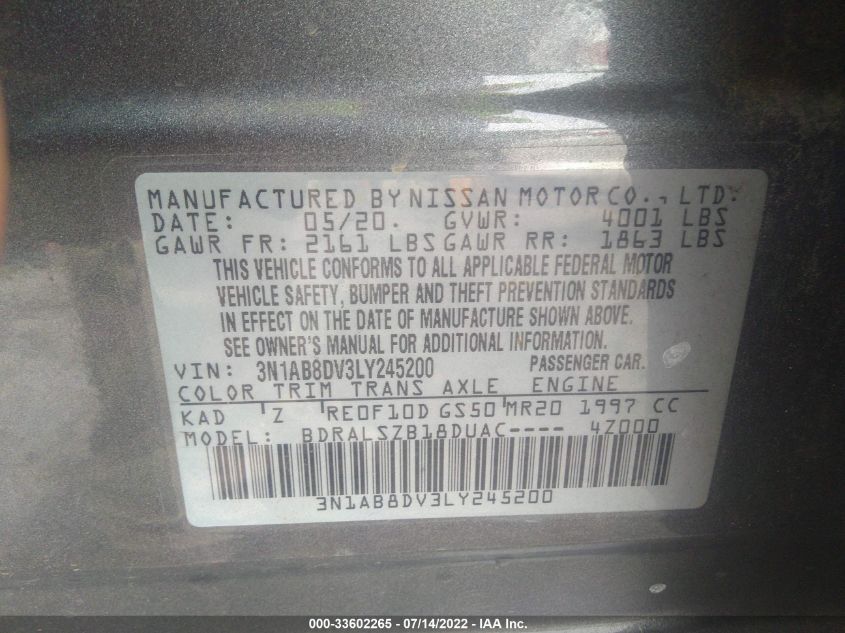 MANUFACTURED BY NISSAN MOTOR CO., LTD.
DATE: 05/20. GVWR: 4001 LBS
GAWR FR: 2161 LBS GAWR RR: 1863 LBS
THIS VEHICLE CONFORMS TO ALL APPLICABLE FEDERAL MOTOR
VEHICLE SAFETY, BUMPER AND THEFT PREVENTION STANDARDS
IN EFFECT ON THE DATE OF MANUFACTURE SHOWN ABOVE.
SEE OWNER'S MANUAL FOR ADDITIONAL INFORMATION.
VIN: 3N1AB8DV3LY245200 PASSENGER CAR.
COLOR TRIM TRANS AXLE ENGINE
KAD Z RE0F10D GS50 MR20 1997 CC
MODEL: BDRALSZB18DUAC---- 4Z000
3N1AB8DV3LY245200
000-33602265 - 07/14/2022 - IAA Inc.